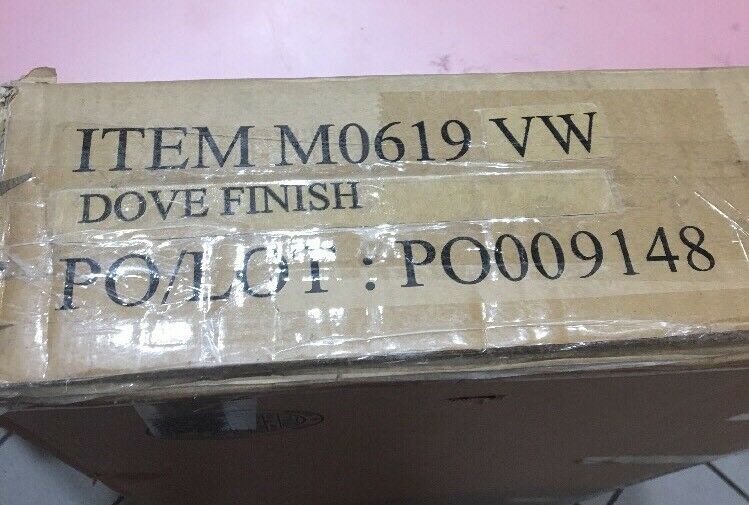 ITEM M0619 VW
DOVE FINISH
PO/LOT : PO009148